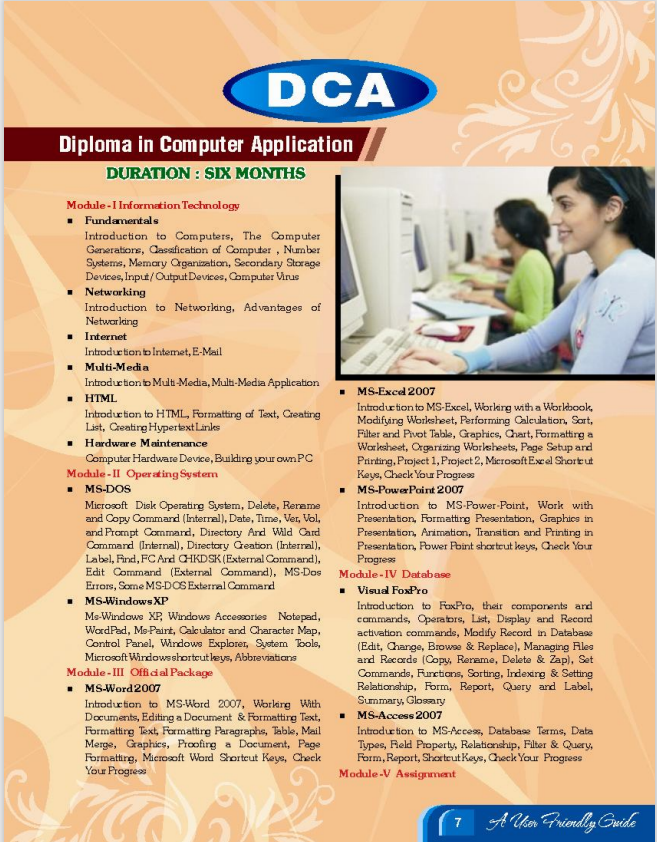 DCA
Diploma in Computer Application
DURATION : SIX MONTHS
Module - I Information Technology
■ Fundamentals
Introduction to Computers, The Computer
Generations, Classification of Computer , Number
Systems, Memory Organization, Secondary Storage
Devices, Input / Output Devices, Computer Virus
■ Networking
Introduction to Networking, Advantages of
Networking
■ Internet
Introduction to Internet, E-Mail
■ Multi-Media
Introduction to Multi-Media, Multi-Media Application
■ HTML
Introduction to HTML, Formatting of Text, Creating
List, Creating Hypertext Links
■ Hardware Maintenance
Computer Hardware Device, Building your own PC
Module - II Operating System
■ MS-DOS
Microsoft Disk Operating System, Delete, Rename
and Copy Command (Internal), Date, Time, Ver, Vol,
and Prompt Command, Directory And Wild Card
Command (Internal), Directory Creation (Internal),
Label, Find, FC And CHKDSK (External Command),
Edit Command (External Command), MS-Dos
Errors, Some MS-DOS External Command
■ MS-Windows XP
Ms-Windows XP, Windows Accessories Notepad,
WordPad, Ms-Paint, Calculator and Character Map,
Control Panel, Windows Explorer, System Tools,
Microsoft Windows shortcut keys, Abbreviations
Module - III Official Package
■ MS-Word 2007
Introduction to MS-Word 2007, Working With
Documents, Editing a Document & Formatting Text,
Formatting Text, Formatting Paragraphs, Table, Mail
Merge, Graphics, Proofing a Document, Page
Formatting, Microsoft Word Shortcut Keys, Check
Your Progress
■ MS-Excel 2007
Introduction to MS-Excel, Working with a Workbook,
Modifying Worksheet, Performing Calculation, Sort,
Filter and Pivot Table, Graphics, Chart, Formatting a
Worksheet, Organizing Worksheets, Page Setup and
Printing, Project 1, Project 2, Microsoft Excel Shortcut
Keys, Check Your Progress
■ MS-PowerPoint 2007
Introduction to MS-Power-Point, Work with
Presentation, Formatting Presentation, Graphics in
Presentation, Animation, Transition and Printing in
Presentation, Power Point shortcut keys, Check Your
Progress
Module - IV Database
■ Visual FoxPro
Introduction to FoxPro, their components and
commands, Operators, List, Display and Record
activation commands, Modify Record in Database
(Edit, Change, Browse & Replace), Managing Files
and Records (Copy, Rename, Delete & Zap), Set
Commands, Functions, Sorting, Indexing & Setting
Relationship, Form, Report, Query and Label,
Summary, Glossary
■ MS-Access 2007
Introduction to MS-Access, Database Terms, Data
Types, Field Property, Relationship, Filter & Query,
Form, Report, Shortcut Keys, Check Your Progress
Module - V Assignment
7 A User Friendly Guide